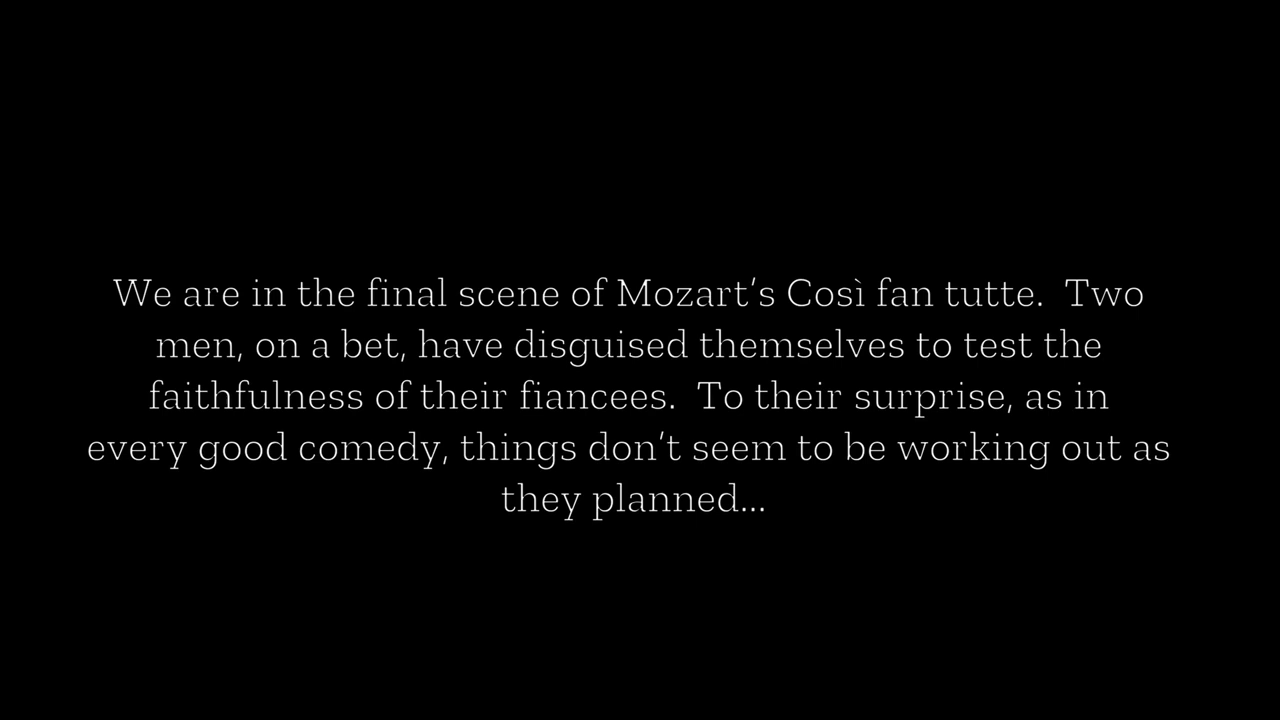 We are in the final scene of Mozart's Così fan tutte.  Two
men, on a bet, have disguised themselves to test the
faithfulness of their fiancees.  To their surprise, as in
every good comedy, things don't seem to be working out as
they planned...